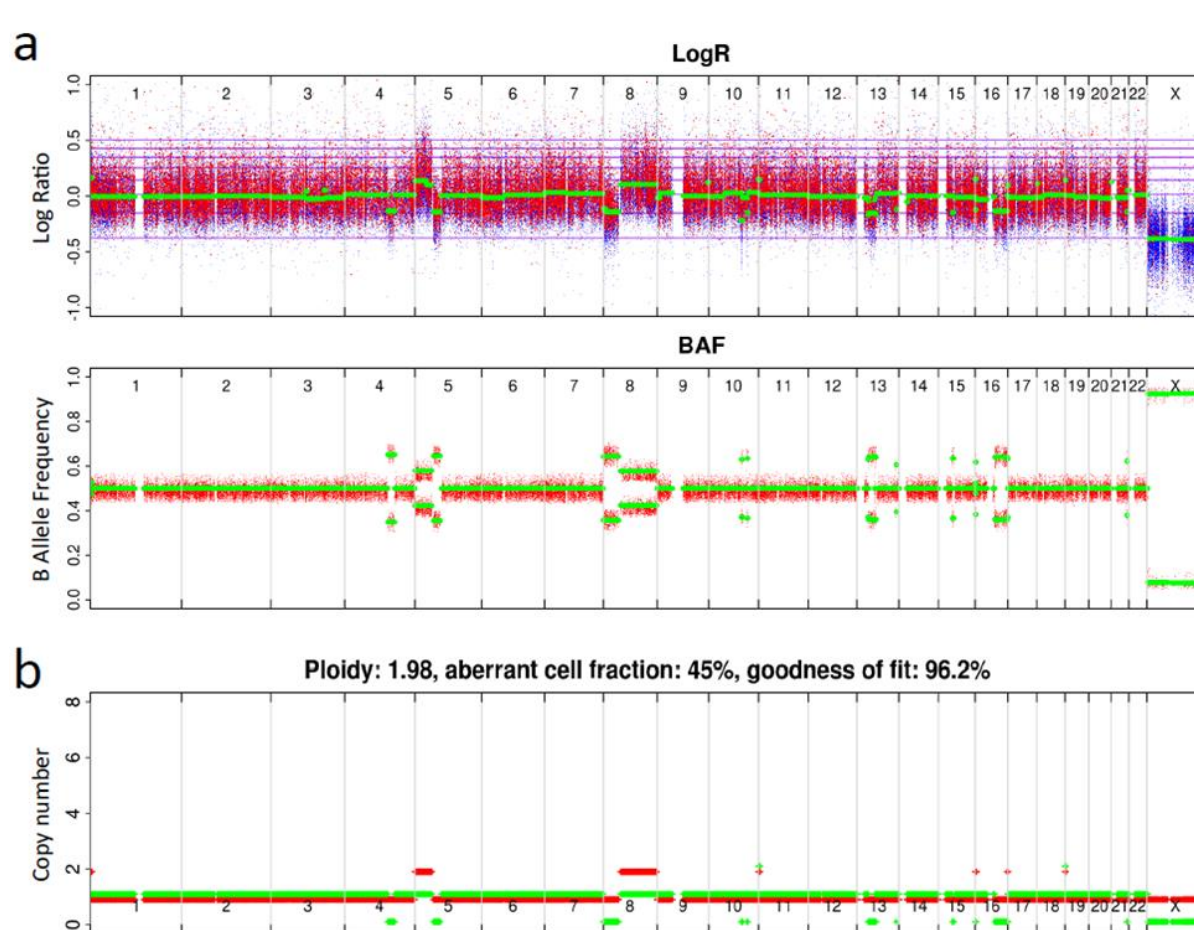 a
LogR
1 2 3 4 5 6 7 8 9 10 11 12 13 14 15 16 17 18 19 20 21 22 X
Log Ratio
1.0
0.5
0.0
-0.5
-1.0
BAF
1 2 3 4 5 6 7 8 9 10 11 12 13 14 15 16 17 18 19 20 21 22 X
B Allele Frequency
1.0
0.8
0.6
0.4
0.2
0.0
b
Ploidy: 1.98, aberrant cell fraction: 45%, goodness of fit: 96.2%
Copy number
8
6
4
2
0
1 2 3 4 5 6 7 8 9 10 11 12 13 14 15 16 17 18 19 20 21 22 X